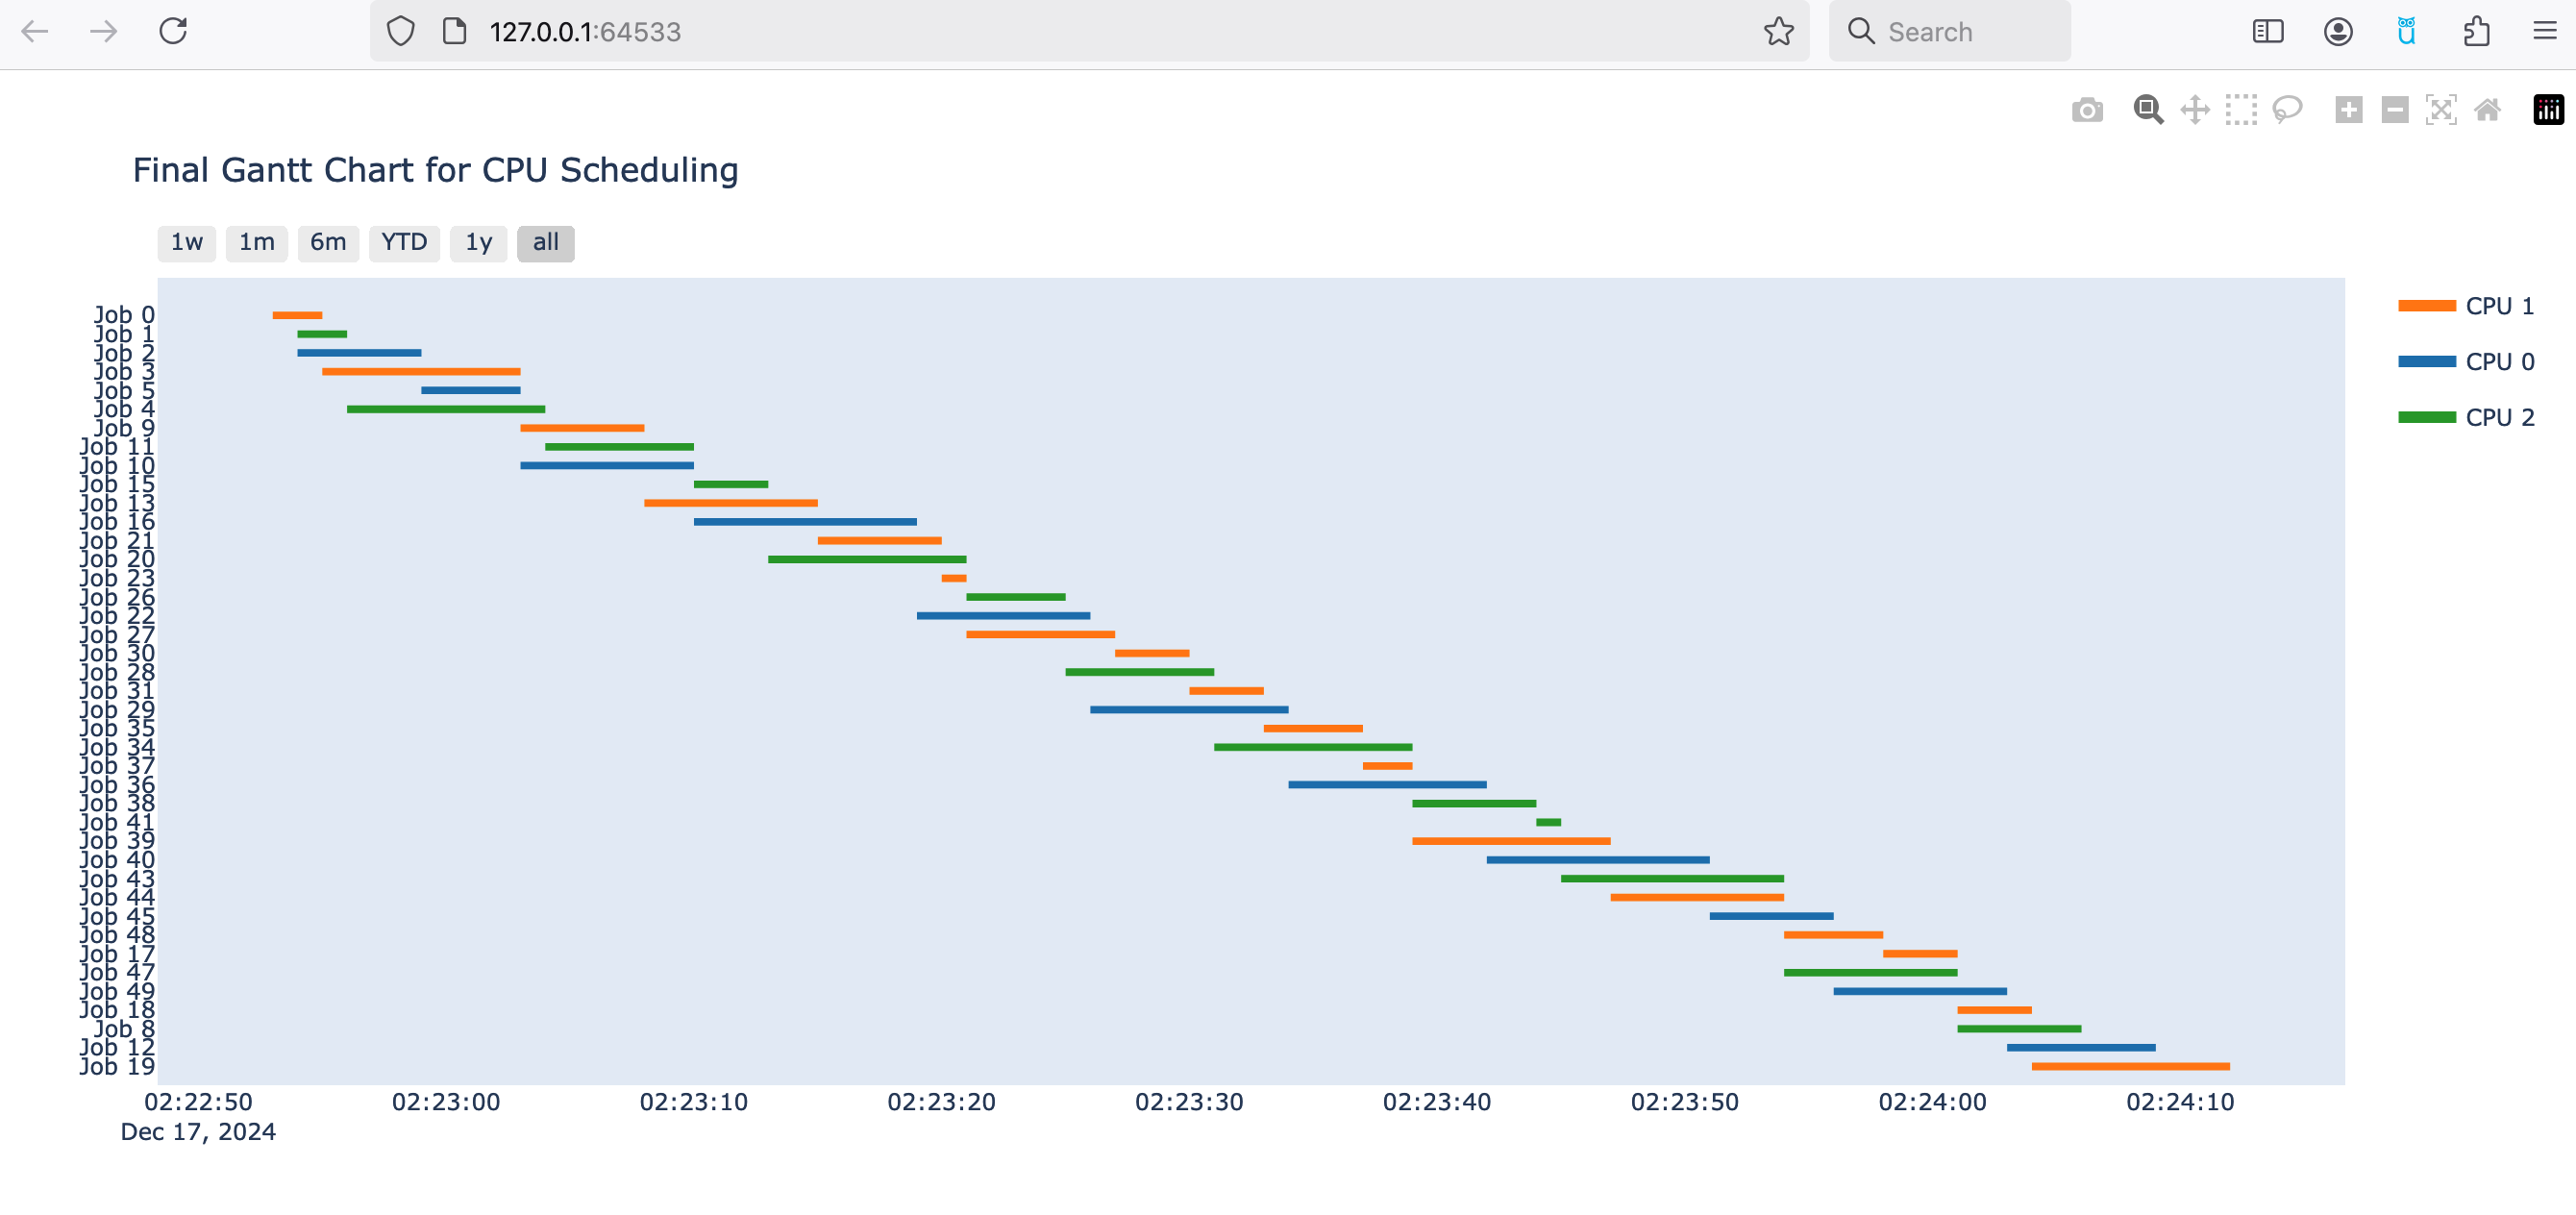 127.0.0.1:64533
Search
Final Gantt Chart for CPU Scheduling
1w 1m 6m YTD 1y all
Job 0
Job 1
Job 2
Job 3
Job 5
Job 4
Job 9
Job 11
Job 10
Job 15
Job 13
Job 16
Job 21
Job 20
Job 23
Job 26
Job 22
Job 27
Job 30
Job 28
Job 31
Job 29
Job 35
Job 34
Job 37
Job 36
Job 38
Job 41
Job 39
Job 40
Job 43
Job 44
Job 45
Job 48
Job 17
Job 47
Job 49
Job 18
Job 8
Job 12
Job 19
CPU 1
CPU 0
CPU 2
02:22:50 02:23:00 02:23:10 02:23:20 02:23:30 02:23:40 02:23:50 02:24:00 02:24:10
Dec 17, 2024